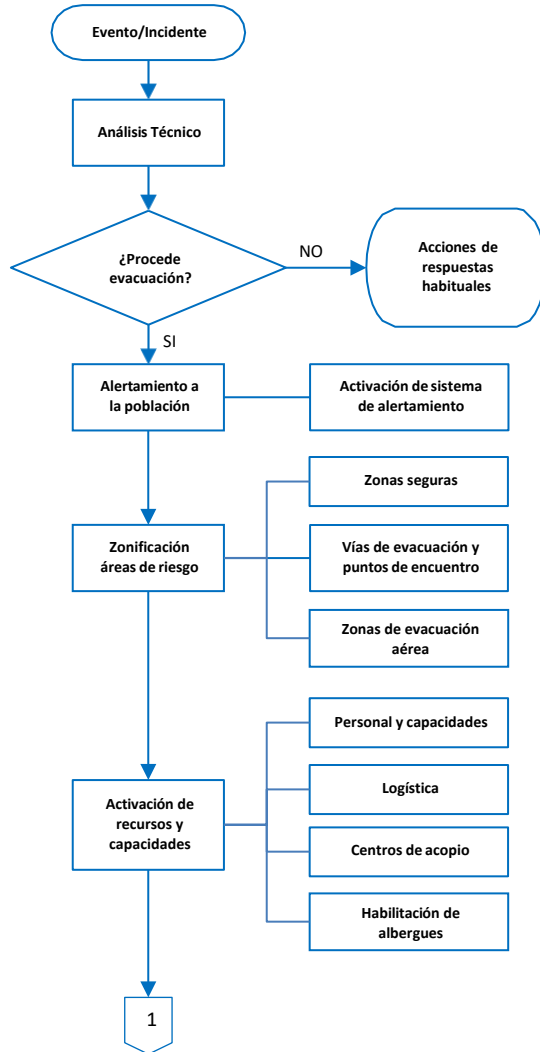 Evento/Incidente
Análisis Técnico
¿Procede
evacuación?
NO
Acciones de
respuestas
habituales
SI
Alertamiento a
la población
Activación de sistema
de alertamiento
Zonas seguras
Zonificación
áreas de riesgo
Vías de evacuación y
puntos de encuentro
Zonas de evacuación
aérea
Personal y capacidades
Activación de
recursos y
capacidades
Logística
Centros de acopio
Habilitación de
albergues
1